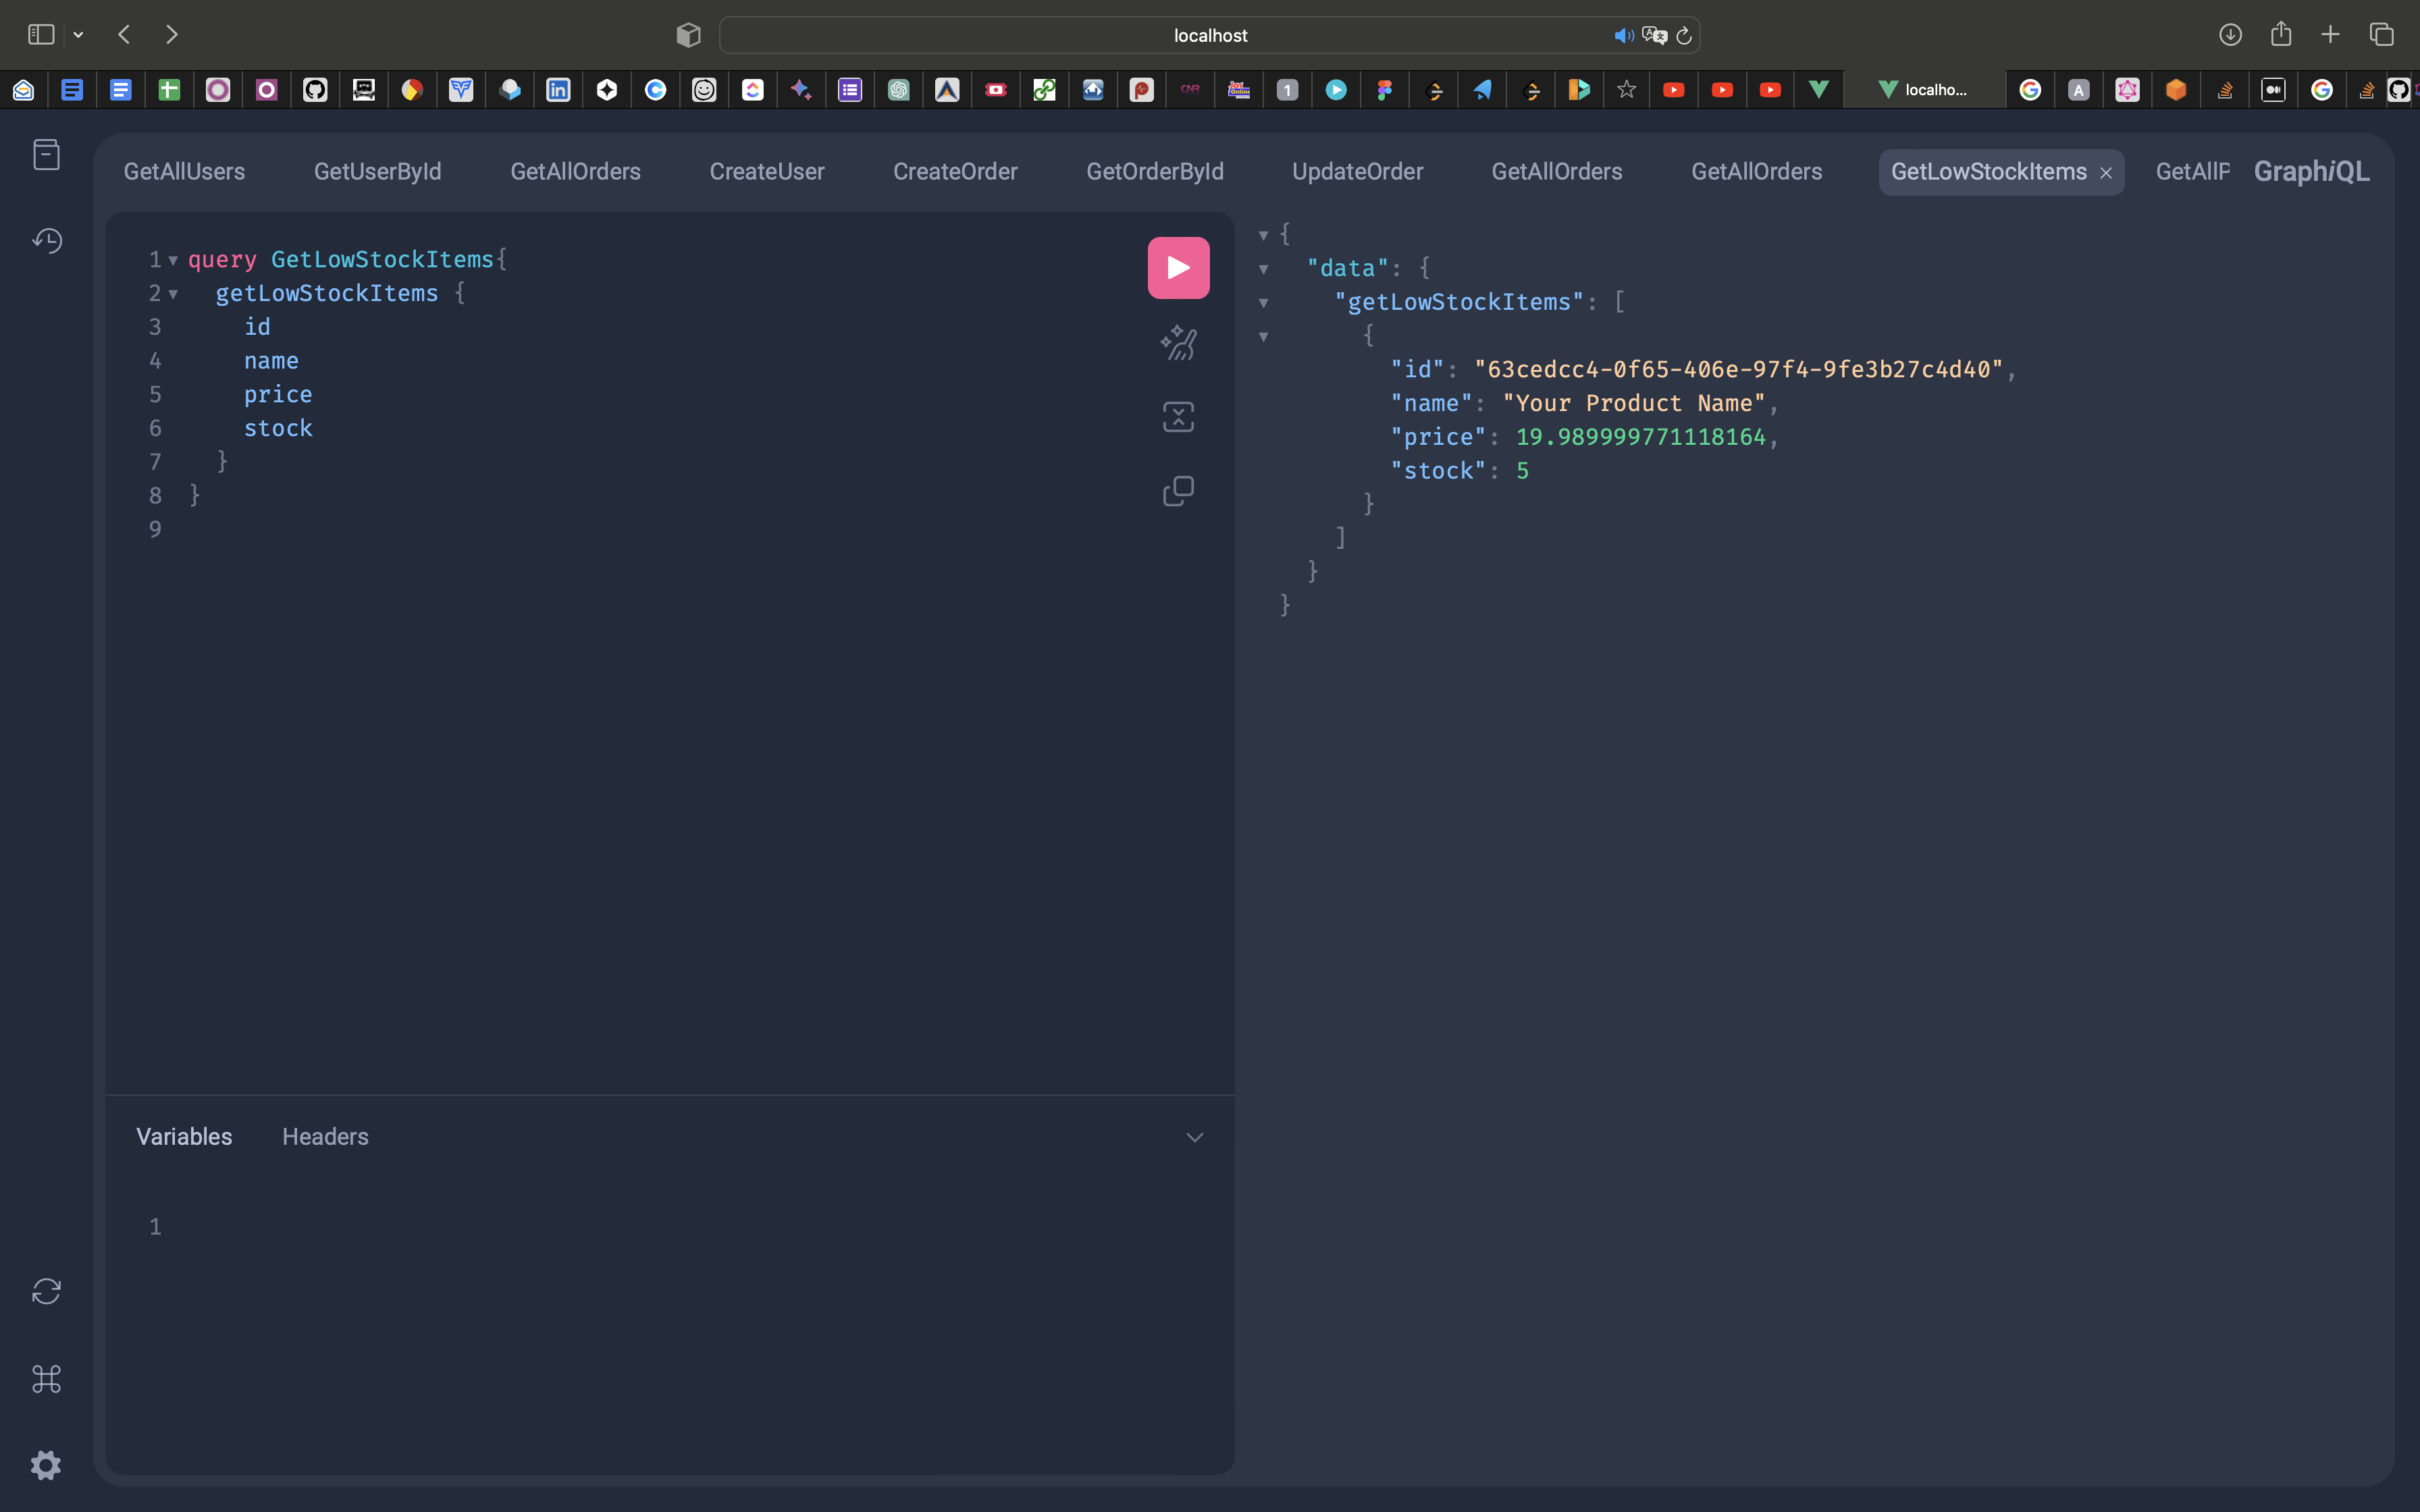 localhost
localho...
GetAllUsers GetUserById GetAllOrders CreateUser CreateOrder GetOrderById UpdateOrder GetAllOrders GetAllOrders GetLowStockItems × GetAllP GraphiQL
1 query GetLowStockItems{
2 getLowStockItems {
3 id
4 name
5 price
6 stock
7 }
8 }
9
{
"data": {
"getLowStockItems": [
{
"id": "63cedcc4-0f65-406e-97f4-9fe3b27c4d40",
"name": "Your Product Name",
"price": 19.989999771118164,
"stock": 5
}
]
}
}
Variables Headers
1